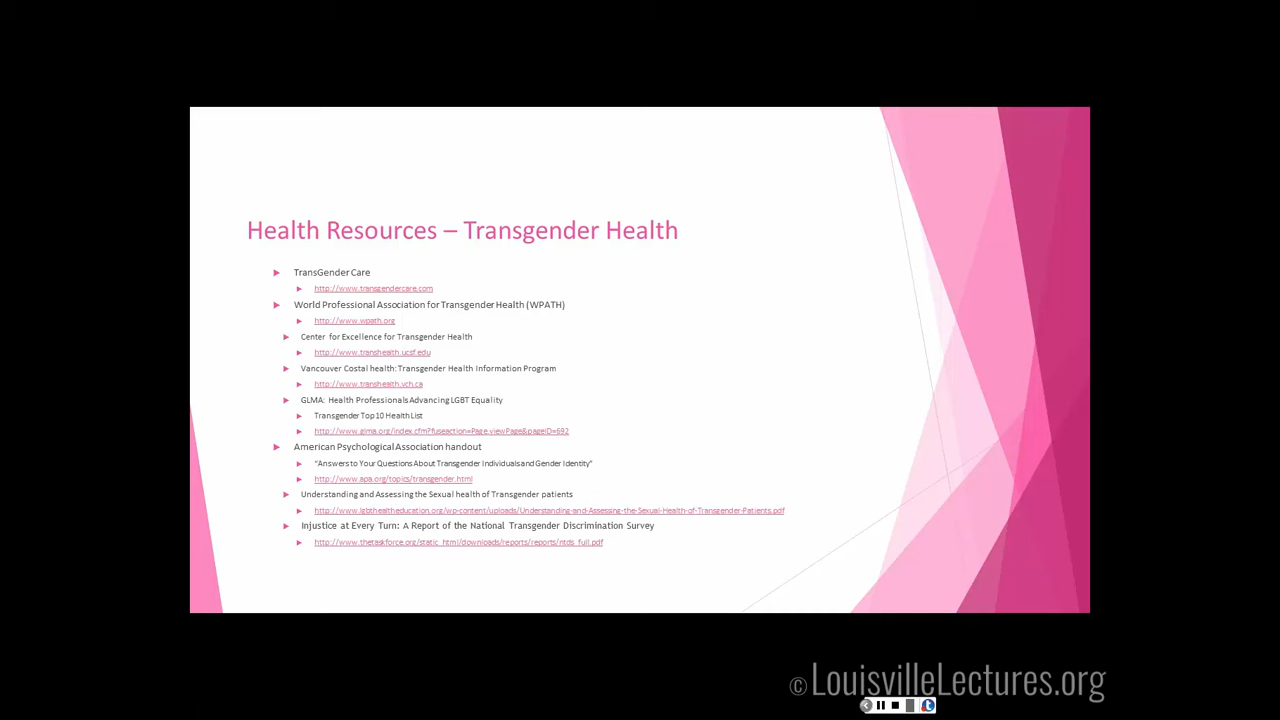 Health Resources – Transgender Health
TransGender Care
http://www.transgendercare.com
World Professional Association for Transgender Health (WPATH)
http://www.wpath.org
Center for Excellence for Transgender Health
http://www.transhealth.ucsf.edu
Vancouver Costal health: Transgender Health Information Program
http://www.transhealth.vch.ca
GLMA: Health Professionals Advancing LGBT Equality
Transgender Top 10 Health List
http://www.glma.org/index.cfm?fuseaction=Page.viewPage&pageID=692
American Psychological Association handout
"Answers to Your Questions About Transgender Individuals and Gender Identity"
http://www.apa.org/topics/transgender.html
Understanding and Assessing the Sexual health of Transgender patients
http://www.lgbthealtheducation.org/wp-content/uploads/Understanding-and-Assessing-the-Sexual-Health-of-Transgender-Patients.pdf
Injustice at Every Turn: A Report of the National Transgender Discrimination Survey
http://www.thetaskforce.org/static_html/downloads/reports/reports/ntds_full.pdf
© LouisvilleLectures.org